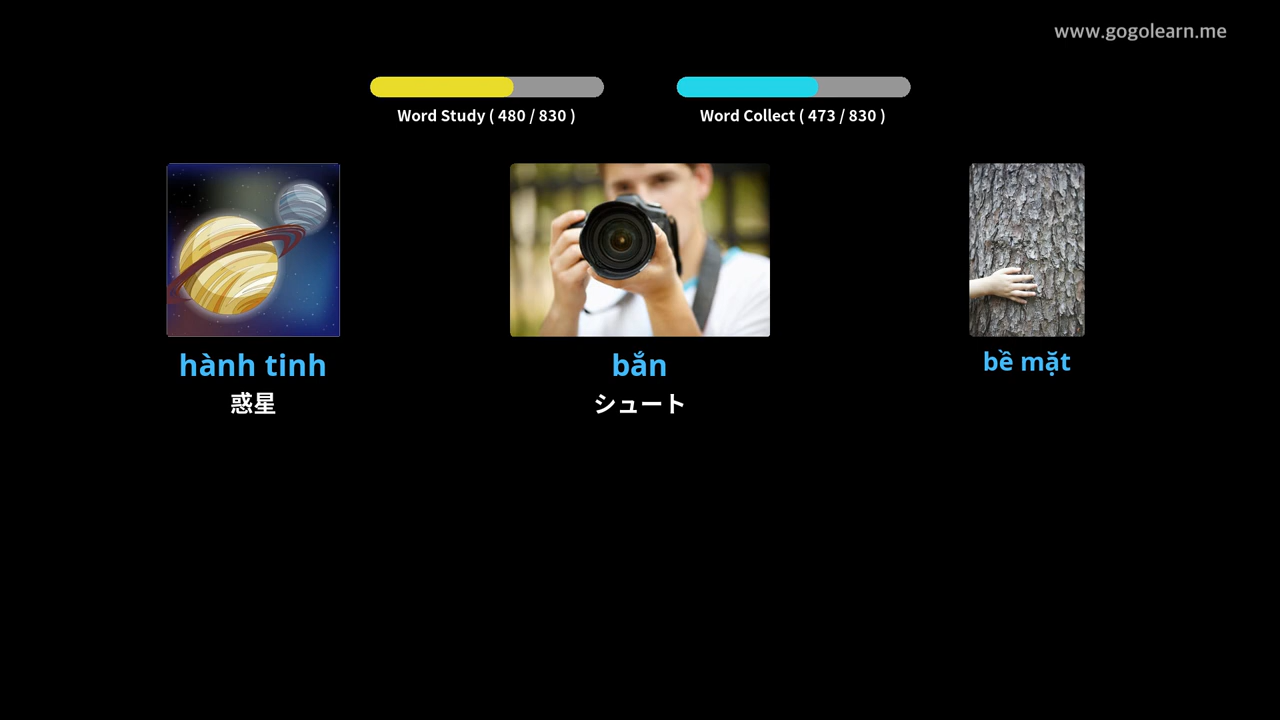 www.gogolearn.me
Word Study ( 480 / 830 )
Word Collect ( 473 / 830 )
hành tinh
惑星
bắn
シュート
bề mặt